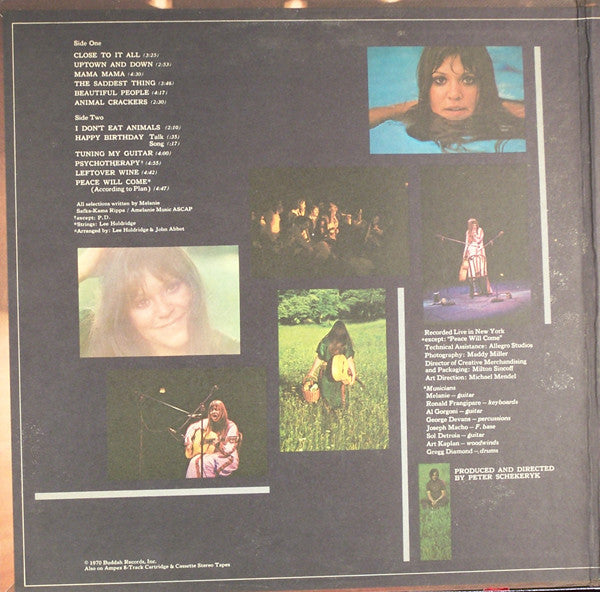 Side One
CLOSE TO IT ALL (3:25)
UPTOWN AND DOWN (2:53)
MAMA MAMA (4:30)
THE SADDEST THING (3:46)
BEAUTIFUL PEOPLE (4:17)
ANIMAL CRACKERS (2:30)
Side Two
I DON'T EAT ANIMALS (2:10)
HAPPY BIRTHDAY Talk (:35)
Song (:17)
TUNING MY GUITAR (4:00)
PSYCHOTHERAPY† (4:55)
LEFTOVER WINE (4:42)
PEACE WILL COME*
(According to Plan) (4:47)
All selections written by Melanie
Safka-Kama Rippa / Amelanie Music ASCAP
†except: P.D.
*Strings: Lee Holdridge
*Arranged by: Lee Holdridge & John Abbot
Recorded Live in New York
*except: "Peace Will Come"
Technical Assistance: Allegro Studios
Photography: Maddy Miller
Director of Creative Merchandising
and Packaging: Milton Sincoff
Art Direction: Michael Mendel
*Musicians
Melanie – guitar
Ronald Frangipane – keyboards
Al Gorgoni – guitar
George Devans – percussions
Joseph Macho – F. base
Sol Detroia – guitar
Art Kaplan – woodwinds
Gregg Diamond – drums
PRODUCED AND DIRECTED
BY PETER SCHEKERYK
© 1970 Buddah Records, Inc.
Also on Ampex 8-Track Cartridge & Cassette Stereo Tapes